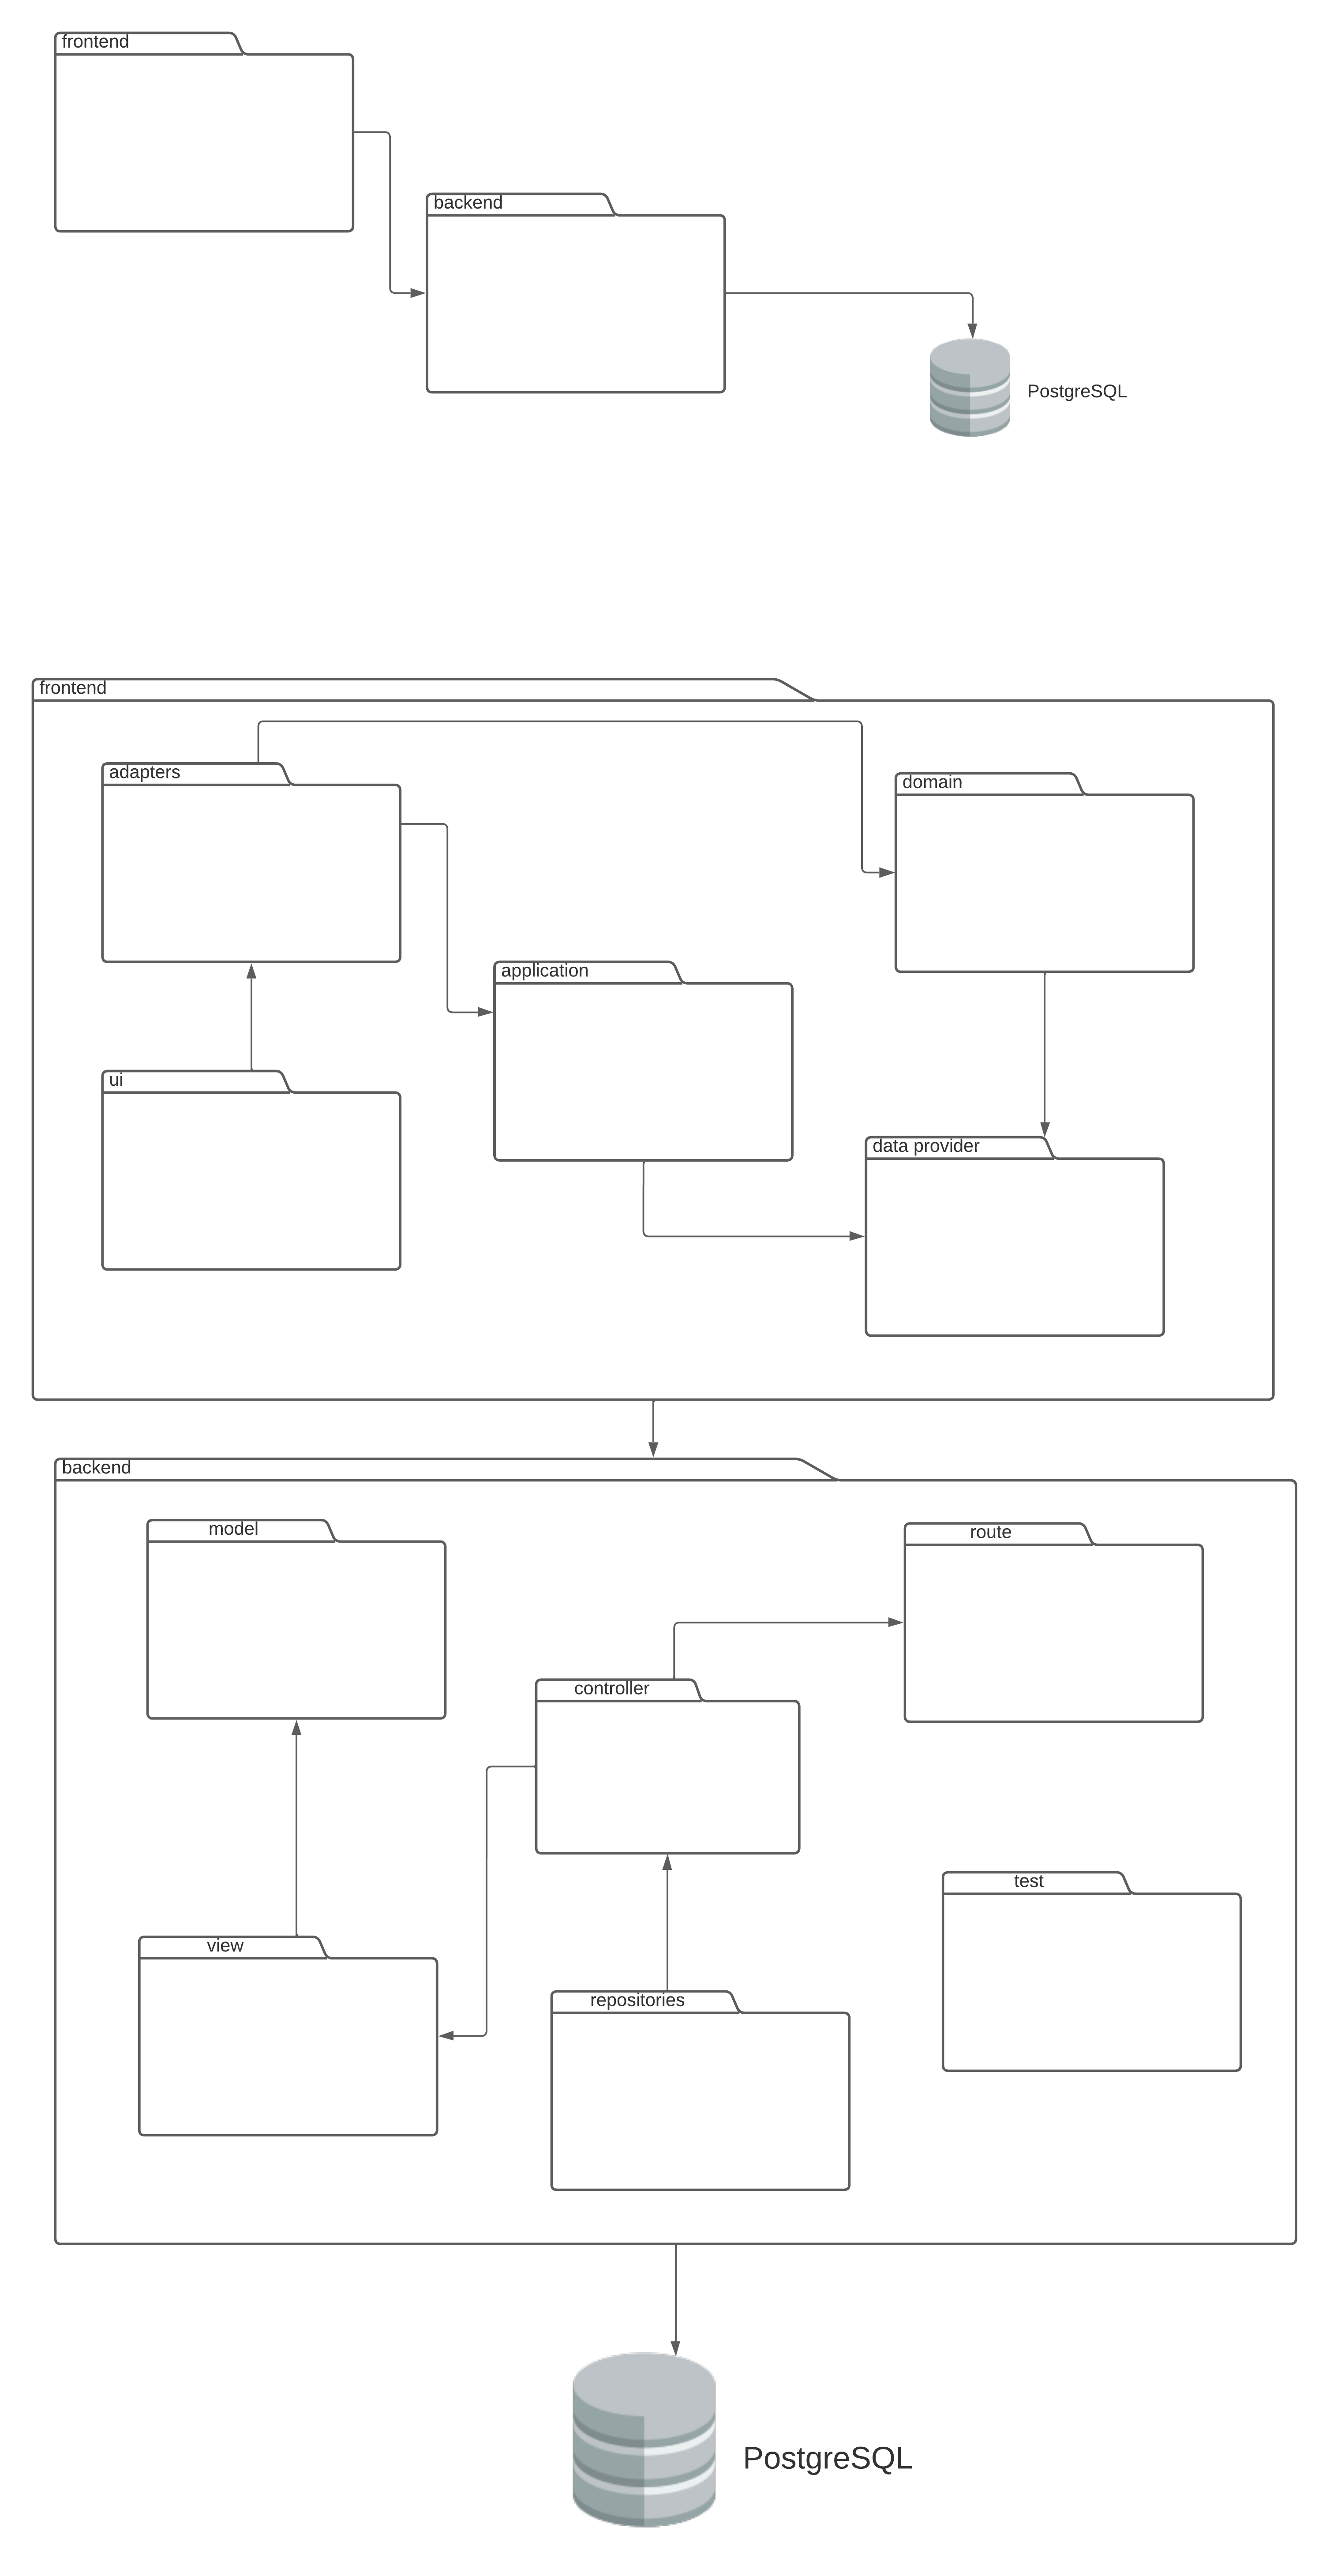 frontend
backend
PostgreSQL
frontend
adapters
domain
application
ui
data provider
backend
model
route
controller
test
view
repositories
PostgreSQL